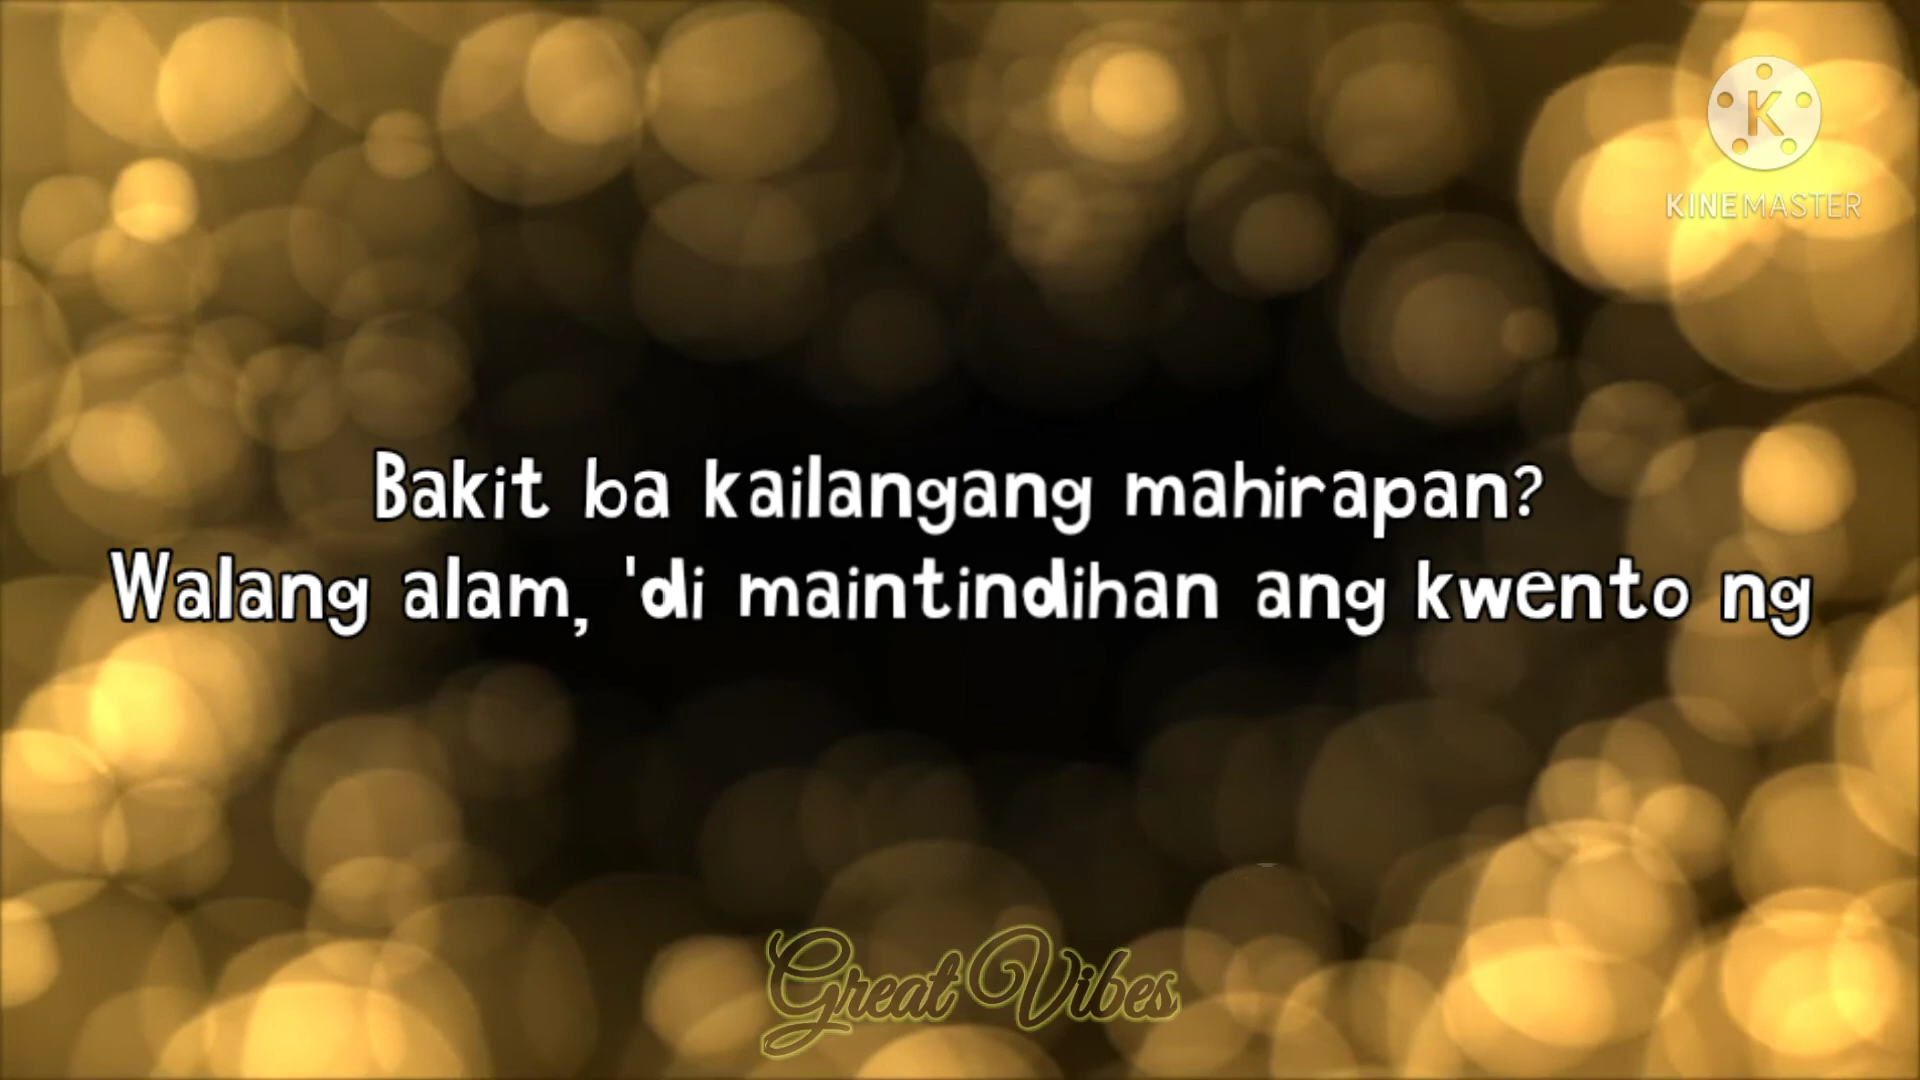 K
KINEMASTER
Bakit ba kailangang mahirapan?
Walang alam, 'di maintindihan ang kwento ng
Great Vibes